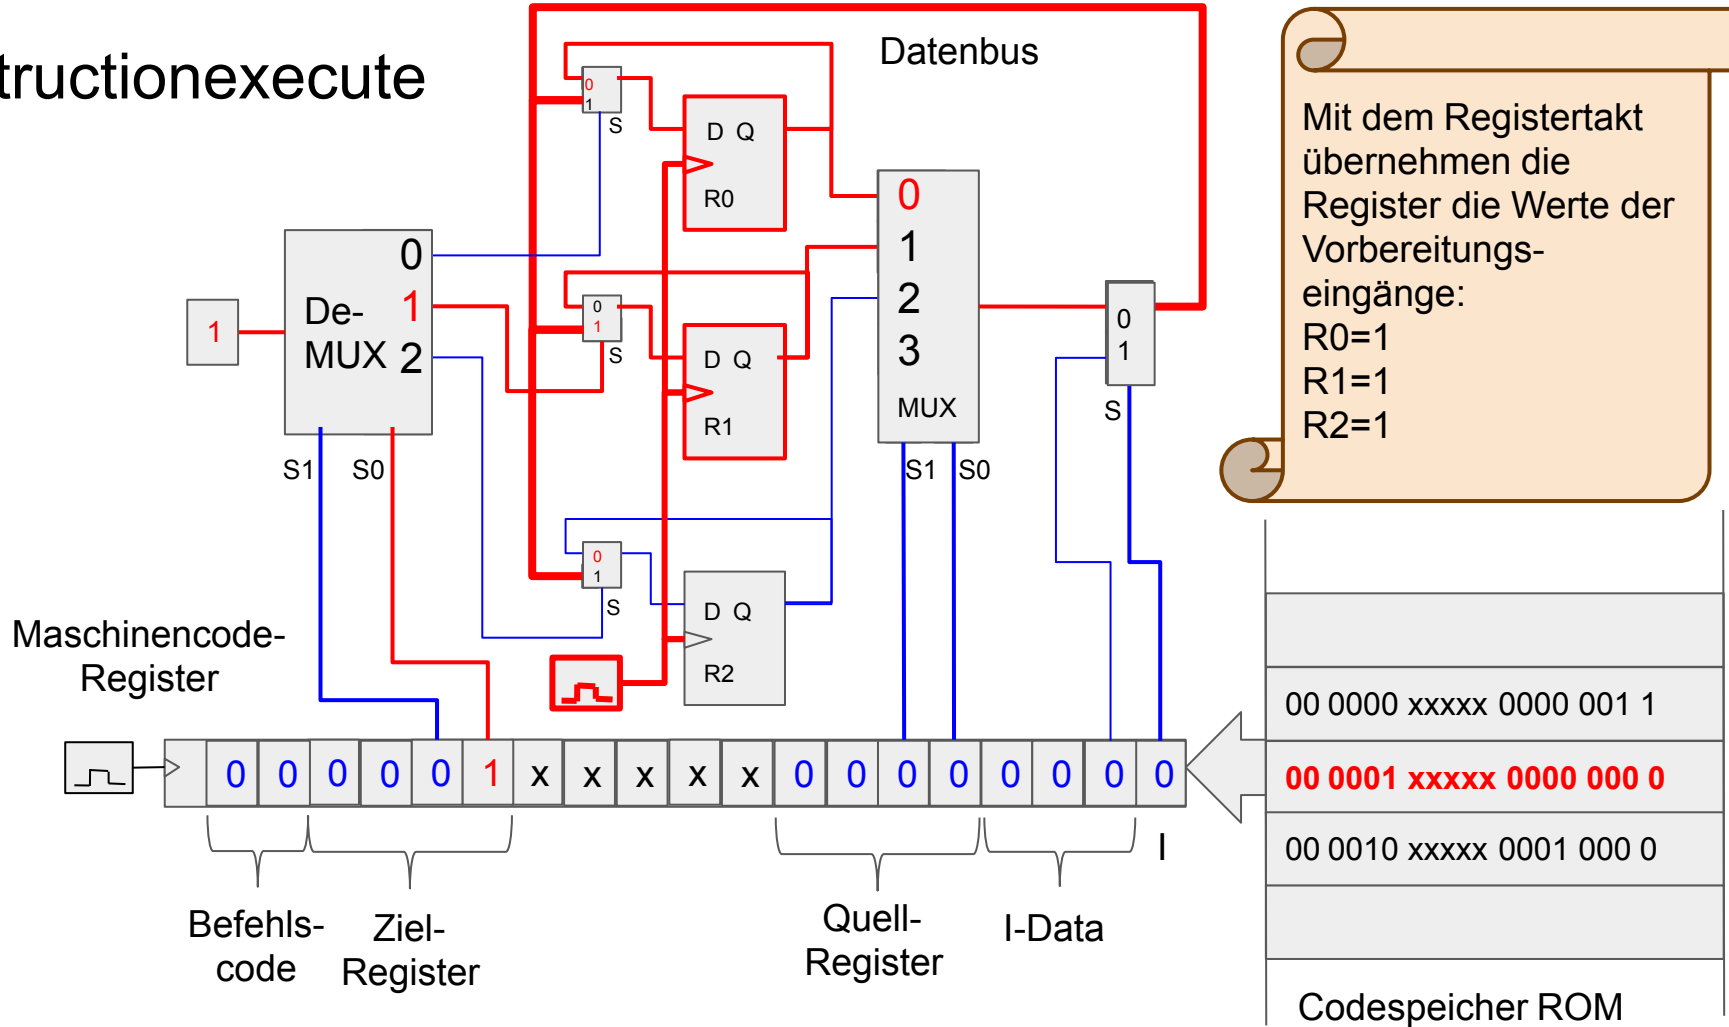 tructionexecute
Datenbus
Mit dem Registertakt
übernehmen die
Register die Werte der
Vorbereitungs-
eingänge:
R0=1
R1=1
R2=1
0
1
S
D Q
R0
0
1
2
3
MUX
S1 S0
De-
MUX
0
1
2
1
S1 S0
0
1
S
D Q
R1
0
1
S
0
1
S
D Q
R2
Maschinencode-
Register
0 0 0 0 0 1 x x x x x 0 0 0 0 0 0 0 0
I
Befehls-
code
Ziel-
Register
Quell-
Register
I-Data
00 0000 xxxxx 0000 001 1
00 0001 xxxxx 0000 000 0
00 0010 xxxxx 0001 000 0
Codespeicher ROM